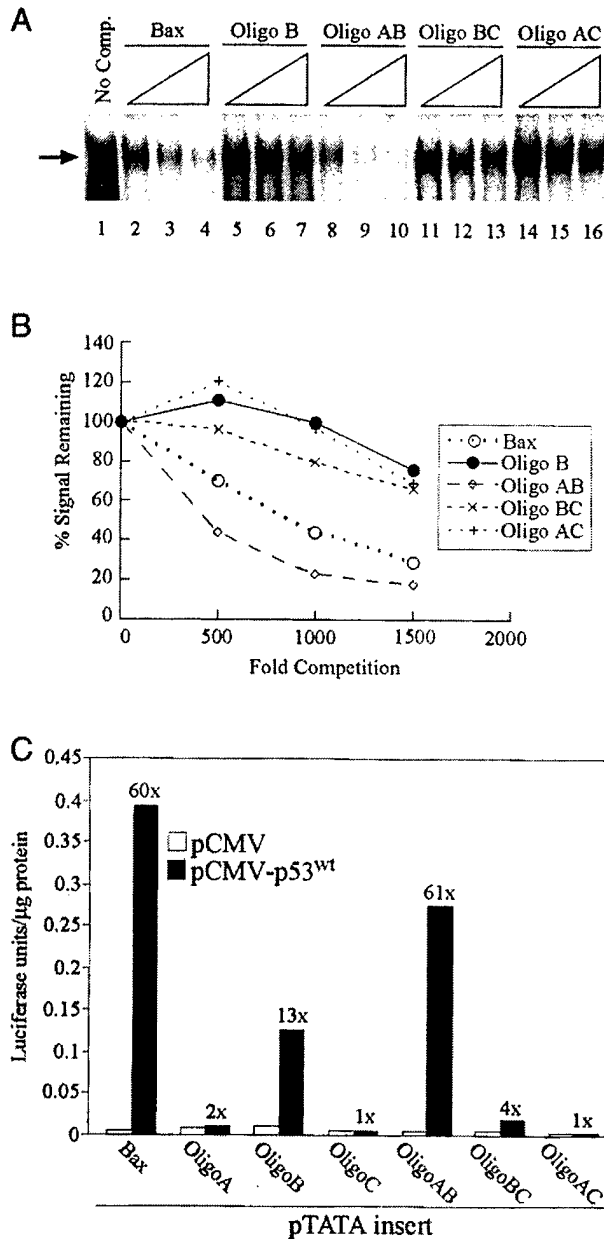 A
No Comp.
Bax
Oligo B
Oligo AB
Oligo BC
Oligo AC
1 2 3 4 5 6 7 8 9 10 11 12 13 14 15 16
B
% Signal Remaining
140
120
100
80
60
40
20
0
0 500 1000 1500 2000
Fold Competition
Bax
Oligo B
Oligo AB
Oligo BC
Oligo AC
C
Luciferase units/µg protein
0.45
0.4
0.35
0.3
0.25
0.2
0.15
0.1
0.05
0
pCMV
pCMV-p53wt
60x
2x
13x
1x
61x
4x
1x
Bax
OligoA
OligoB
OligoC
OligoAB
OligoBC
OligoAC
pTATA insert